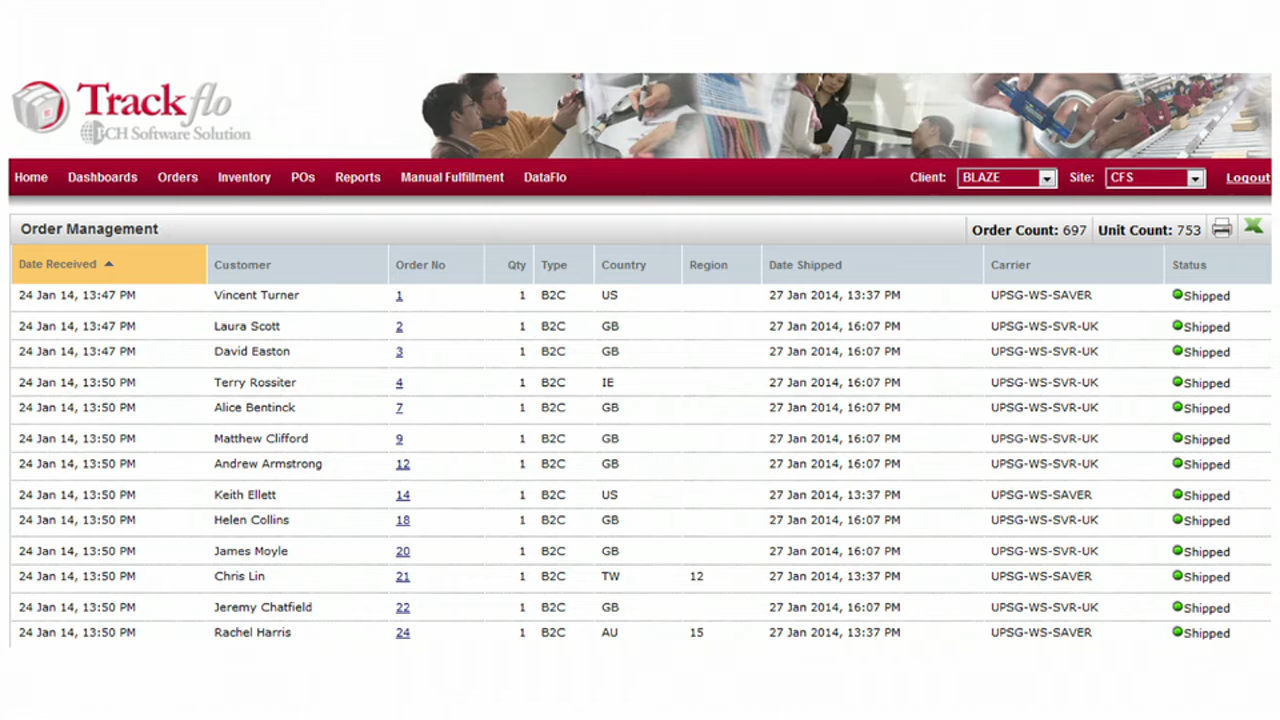 Trackflo
PCH Software Solution
Home Dashboards Orders Inventory POs Reports Manual Fulfillment DataFlo Client: BLAZE Site: CFS Logout
Order Management Order Count: 697 Unit Count: 753
Date Received Customer Order No Qty Type Country Region Date Shipped Carrier Status
24 Jan 14, 13:47 PM Vincent Turner 1 1 B2C US 27 Jan 2014, 13:37 PM UPSG-WS-SAVER Shipped
24 Jan 14, 13:47 PM Laura Scott 2 1 B2C GB 27 Jan 2014, 16:07 PM UPSG-WS-SVR-UK Shipped
24 Jan 14, 13:47 PM David Easton 3 1 B2C GB 27 Jan 2014, 16:07 PM UPSG-WS-SVR-UK Shipped
24 Jan 14, 13:50 PM Terry Rossiter 4 1 B2C IE 27 Jan 2014, 16:07 PM UPSG-WS-SVR-UK Shipped
24 Jan 14, 13:50 PM Alice Bentinck 7 1 B2C GB 27 Jan 2014, 16:07 PM UPSG-WS-SVR-UK Shipped
24 Jan 14, 13:50 PM Matthew Clifford 9 1 B2C GB 27 Jan 2014, 16:07 PM UPSG-WS-SVR-UK Shipped
24 Jan 14, 13:50 PM Andrew Armstrong 12 1 B2C GB 27 Jan 2014, 16:07 PM UPSG-WS-SVR-UK Shipped
24 Jan 14, 13:50 PM Keith Ellett 14 1 B2C US 27 Jan 2014, 13:37 PM UPSG-WS-SAVER Shipped
24 Jan 14, 13:50 PM Helen Collins 18 1 B2C GB 27 Jan 2014, 16:07 PM UPSG-WS-SVR-UK Shipped
24 Jan 14, 13:50 PM James Moyle 20 1 B2C GB 27 Jan 2014, 16:07 PM UPSG-WS-SVR-UK Shipped
24 Jan 14, 13:50 PM Chris Lin 21 1 B2C TW 12 27 Jan 2014, 13:37 PM UPSG-WS-SAVER Shipped
24 Jan 14, 13:50 PM Jeremy Chatfield 22 1 B2C GB 27 Jan 2014, 16:07 PM UPSG-WS-SVR-UK Shipped
24 Jan 14, 13:50 PM Rachel Harris 24 1 B2C AU 15 27 Jan 2014, 13:37 PM UPSG-WS-SAVER Shipped